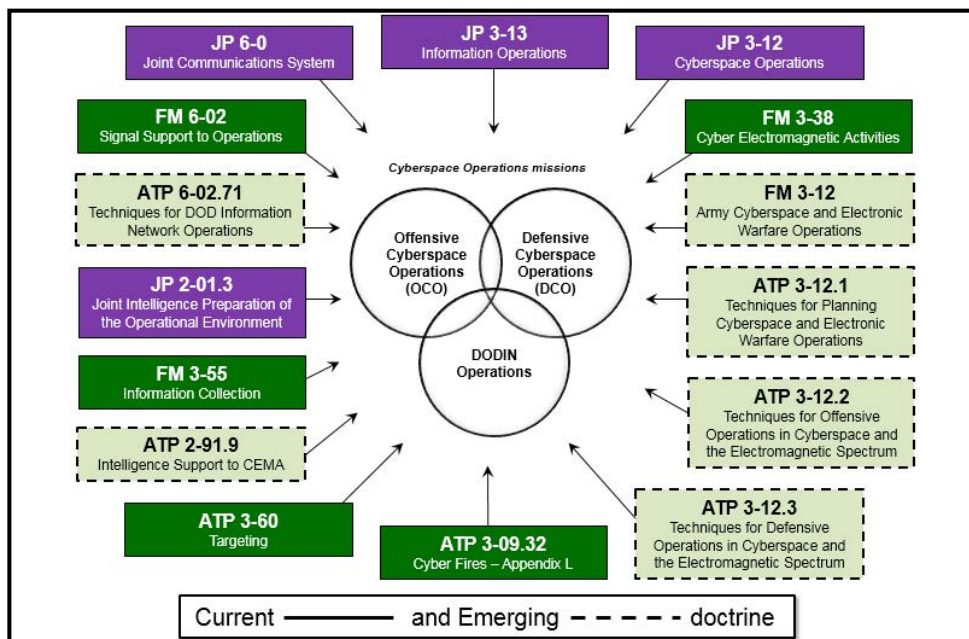 JP 6-0
Joint Communications System
JP 3-13
Information Operations
JP 3-12
Cyberspace Operations
FM 6-02
Signal Support to Operations
FM 3-38
Cyber Electromagnetic Activities
Cyberspace Operations missions
ATP 6-02.71
Techniques for DOD Information
Network Operations
FM 3-12
Army Cyberspace and Electronic
Warfare Operations
Offensive
Cyberspace
Operations
(OCO)
Defensive
Cyberspace
Operations
(DCO)
JP 2-01.3
Joint Intelligence Preparation of
the Operational Environment
ATP 3-12.1
Techniques for Planning
Cyberspace and Electronic
Warfare Operations
DODIN
Operations
FM 3-55
Information Collection
ATP 3-12.2
Techniques for Offensive
Operations in Cyberspace and
the Electromagnetic Spectrum
ATP 2-91.9
Intelligence Support to CEMA
ATP 3-60
Targeting
ATP 3-09.32
Cyber Fires – Appendix L
ATP 3-12.3
Techniques for Defensive
Operations in Cyberspace and
the Electromagnetic Spectrum
Current and Emerging doctrine